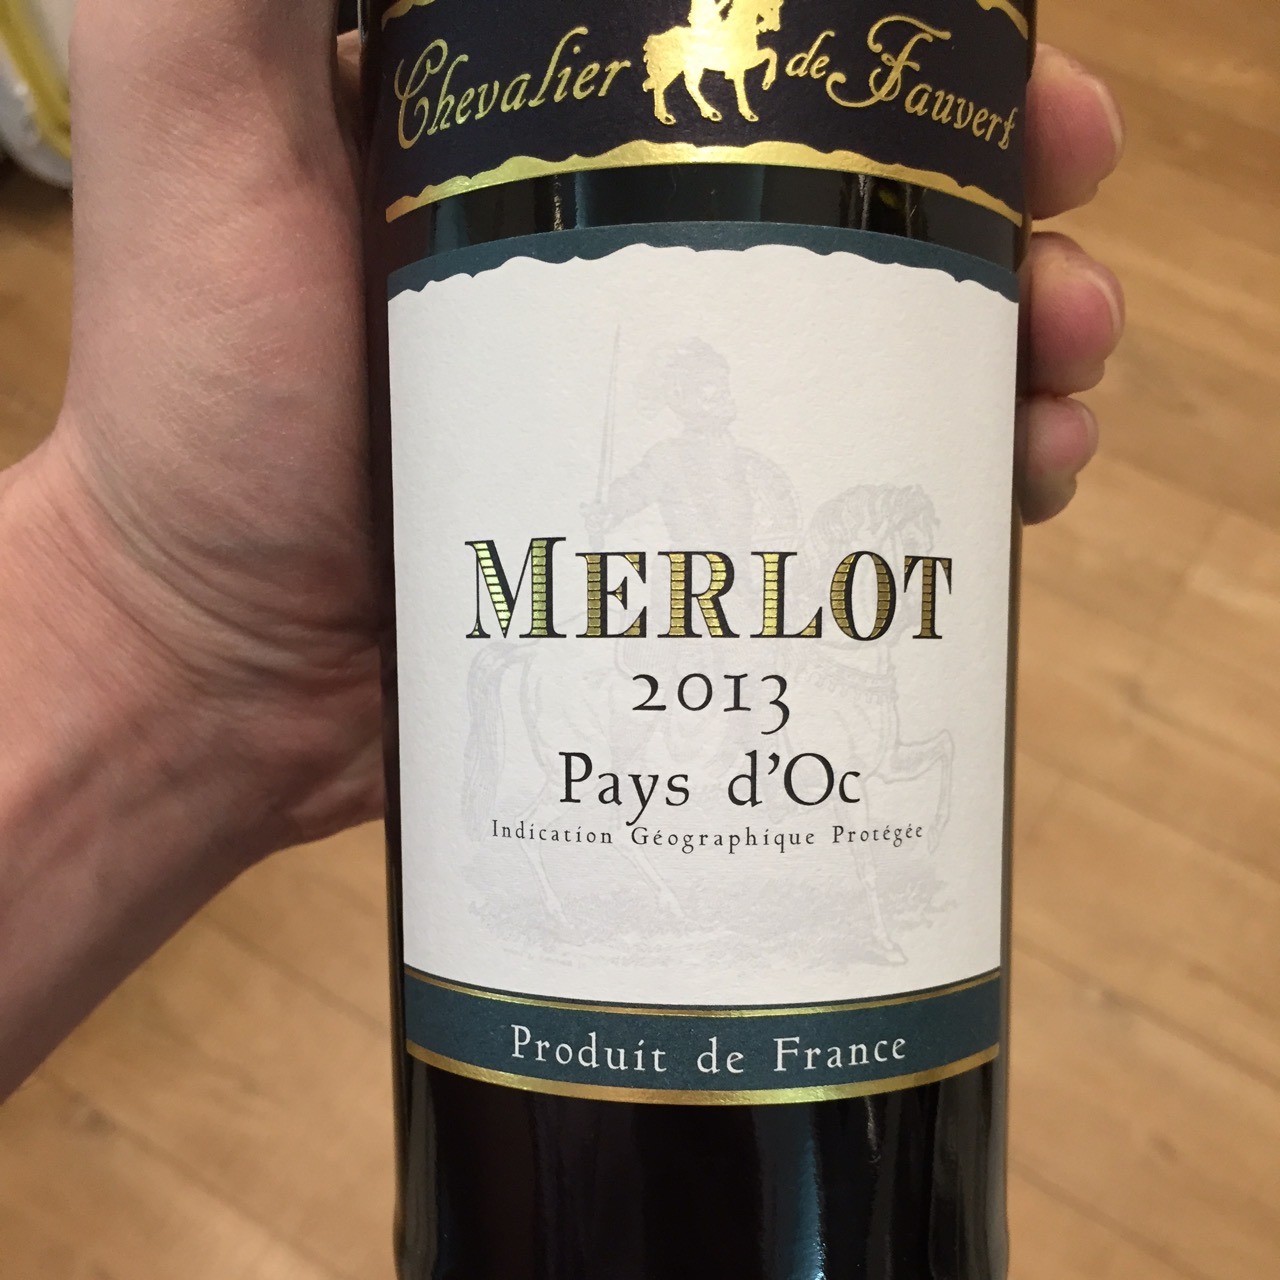 Chevalier de Fauvert
MERLOT
2013
Pays d'Oc
Indication Géographique Protégée
Produit de France